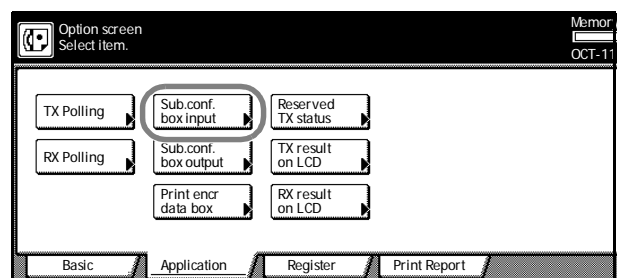 Option screen
Select item.
Memor
OCT-11
TX Polling
Sub.conf.
box input
Reserved
TX status
RX Polling
Sub.conf.
box output
TX result
on LCD
Print encr
data box
RX result
on LCD
Basic
Application
Register
Print Report